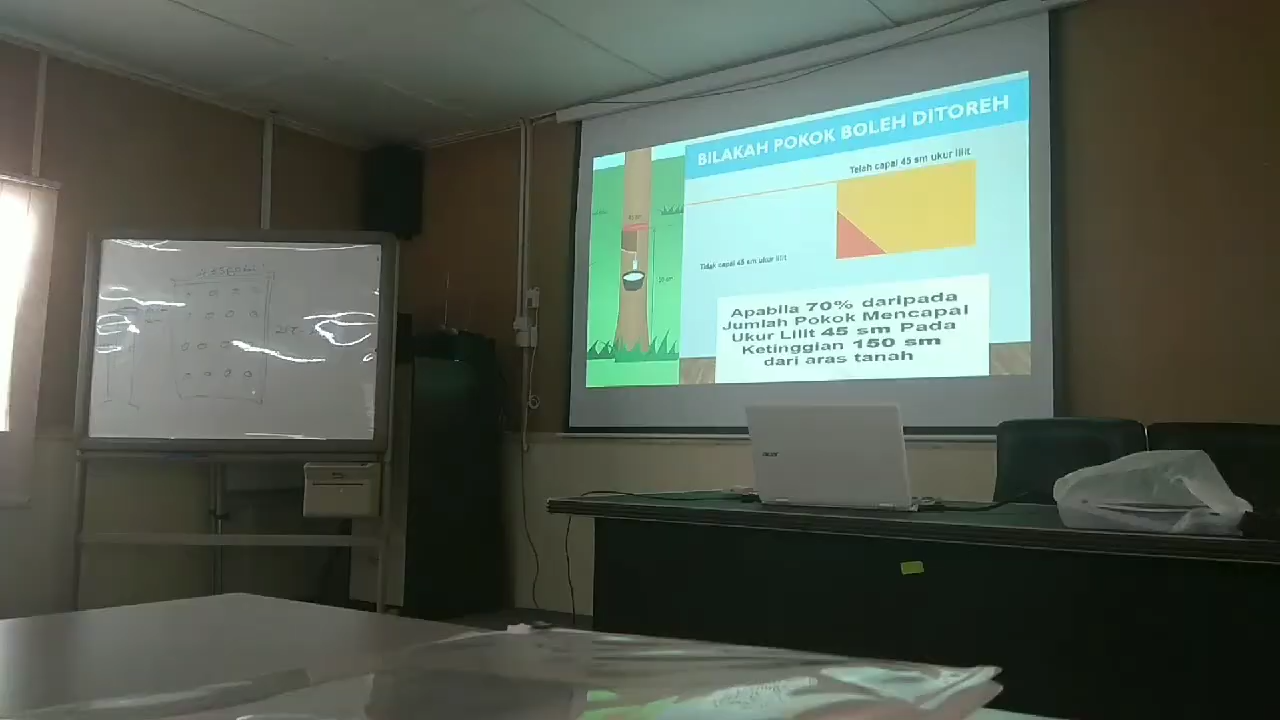 BILAKAH POKOK BOLEH DITOREH
Telah capai 45 sm ukur lilit
Tidak capai 45 sm ukur lilit
Apabila 70% daripada
Jumlah Pokok Mencapai
Ukur Lilit 45 sm Pada
Ketinggian 150 sm
dari aras tanah
acer